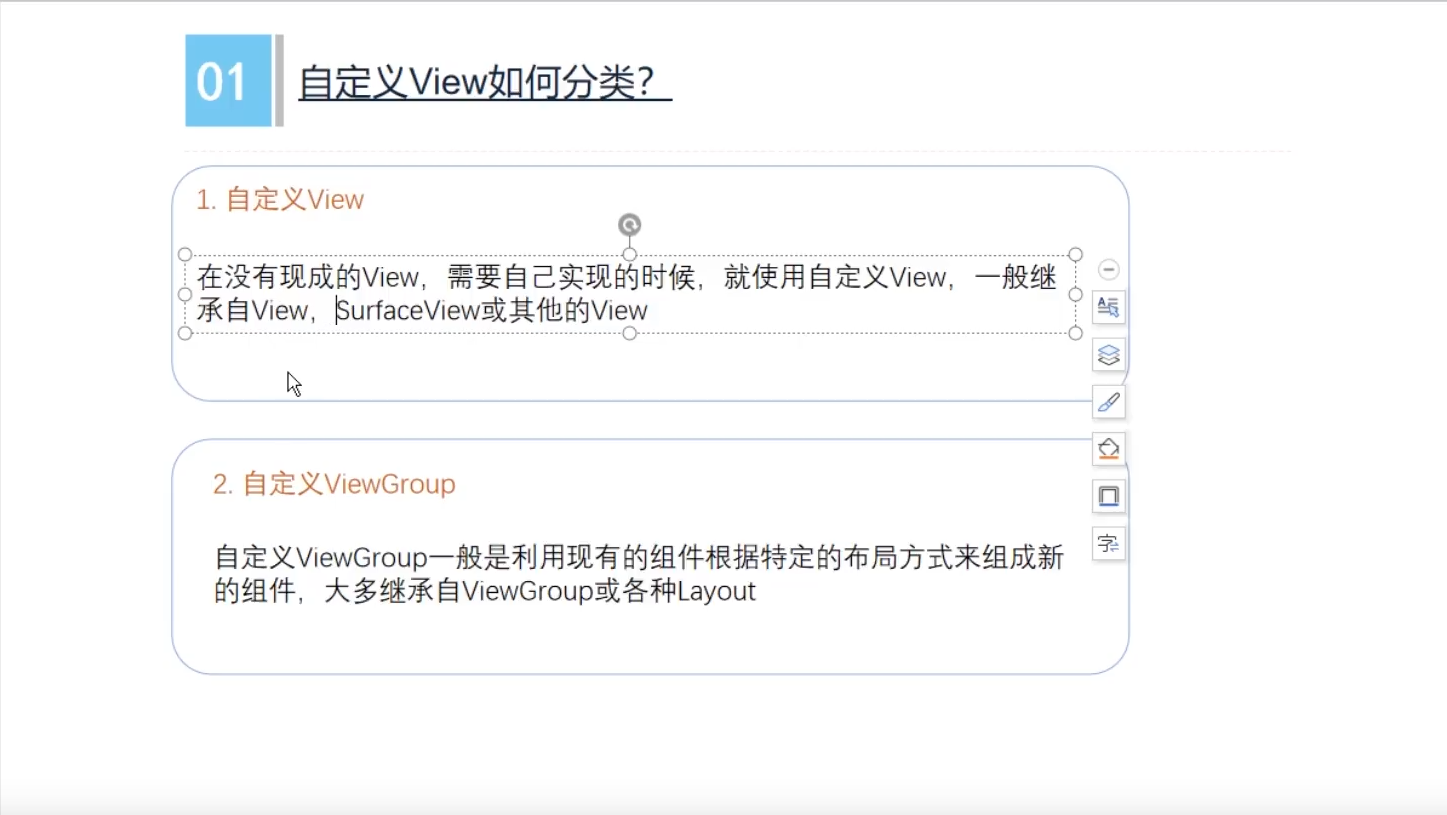 01
自定义View如何分类？
1. 自定义View
在没有现成的View，需要自己实现的时候，就使用自定义View，一般继
承自View，SurfaceView或其他的View
2. 自定义ViewGroup
自定义ViewGroup一般是利用现有的组件根据特定的布局方式来组成新
的组件，大多继承自ViewGroup或各种Layout
字